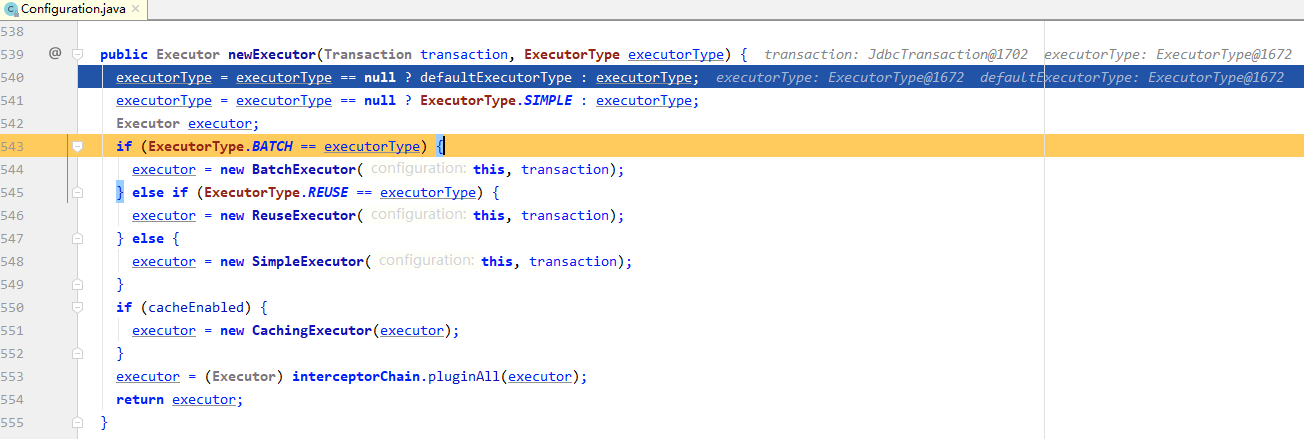 Configuration.java
538
539 @ public Executor newExecutor(Transaction transaction, ExecutorType executorType) { transaction: JdbcTransaction@1702 executorType: ExecutorType@1672
540 executorType = executorType == null ? defaultExecutorType : executorType; executorType: ExecutorType@1672 defaultExecutorType: ExecutorType@1672
541 executorType = executorType == null ? ExecutorType.SIMPLE : executorType;
542 Executor executor;
543 if (ExecutorType.BATCH == executorType) {
544 executor = new BatchExecutor( configuration: this, transaction);
545 } else if (ExecutorType.REUSE == executorType) {
546 executor = new ReuseExecutor( configuration: this, transaction);
547 } else {
548 executor = new SimpleExecutor( configuration: this, transaction);
549 }
550 if (cacheEnabled) {
551 executor = new CachingExecutor(executor);
552 }
553 executor = (Executor) interceptorChain.pluginAll(executor);
554 return executor;
555 }